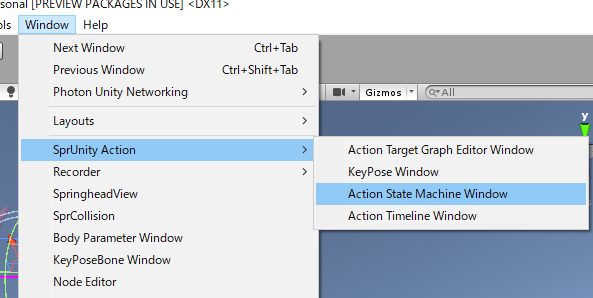 rsonal [PREVIEW PACKAGES IN USE] <DX11>
ols Window Help
Next Window Ctrl+Tab
Previous Window Ctrl+Shift+Tab
Photon Unity Networking
Gizmos All
Layouts
y
SprUnity Action
Action Target Graph Editor Window
Recorder
KeyPose Window
SpringheadView
Action State Machine Window
SprCollision
Action Timeline Window
Body Parameter Window
KeyPoseBone Window
Node Editor